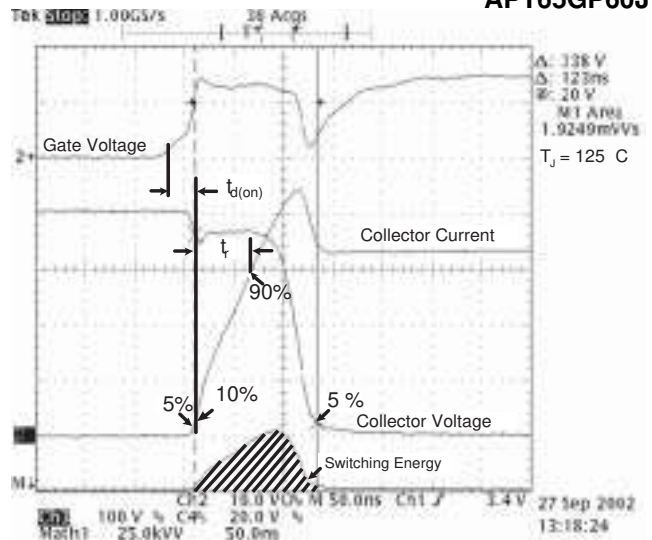 APT65GP60J
Tek Stop: 1.00GS/s 38 Acqs
Δ: 338 V
Δ: 123ns
@: 20 V
M1 Area
1.9249mVVs
Gate Voltage
2
T_J = 125 C
t_d(on)
Collector Current
t_r
90%
5%
10%
5 %
Collector Voltage
Switching Energy
M1
Ch2 10.0 V M 50.0ns Ch1 3.4 V
100 V C4 20.0 V
Math1 25.0kVV 50.0ns
27 Sep 2002
13:18:24